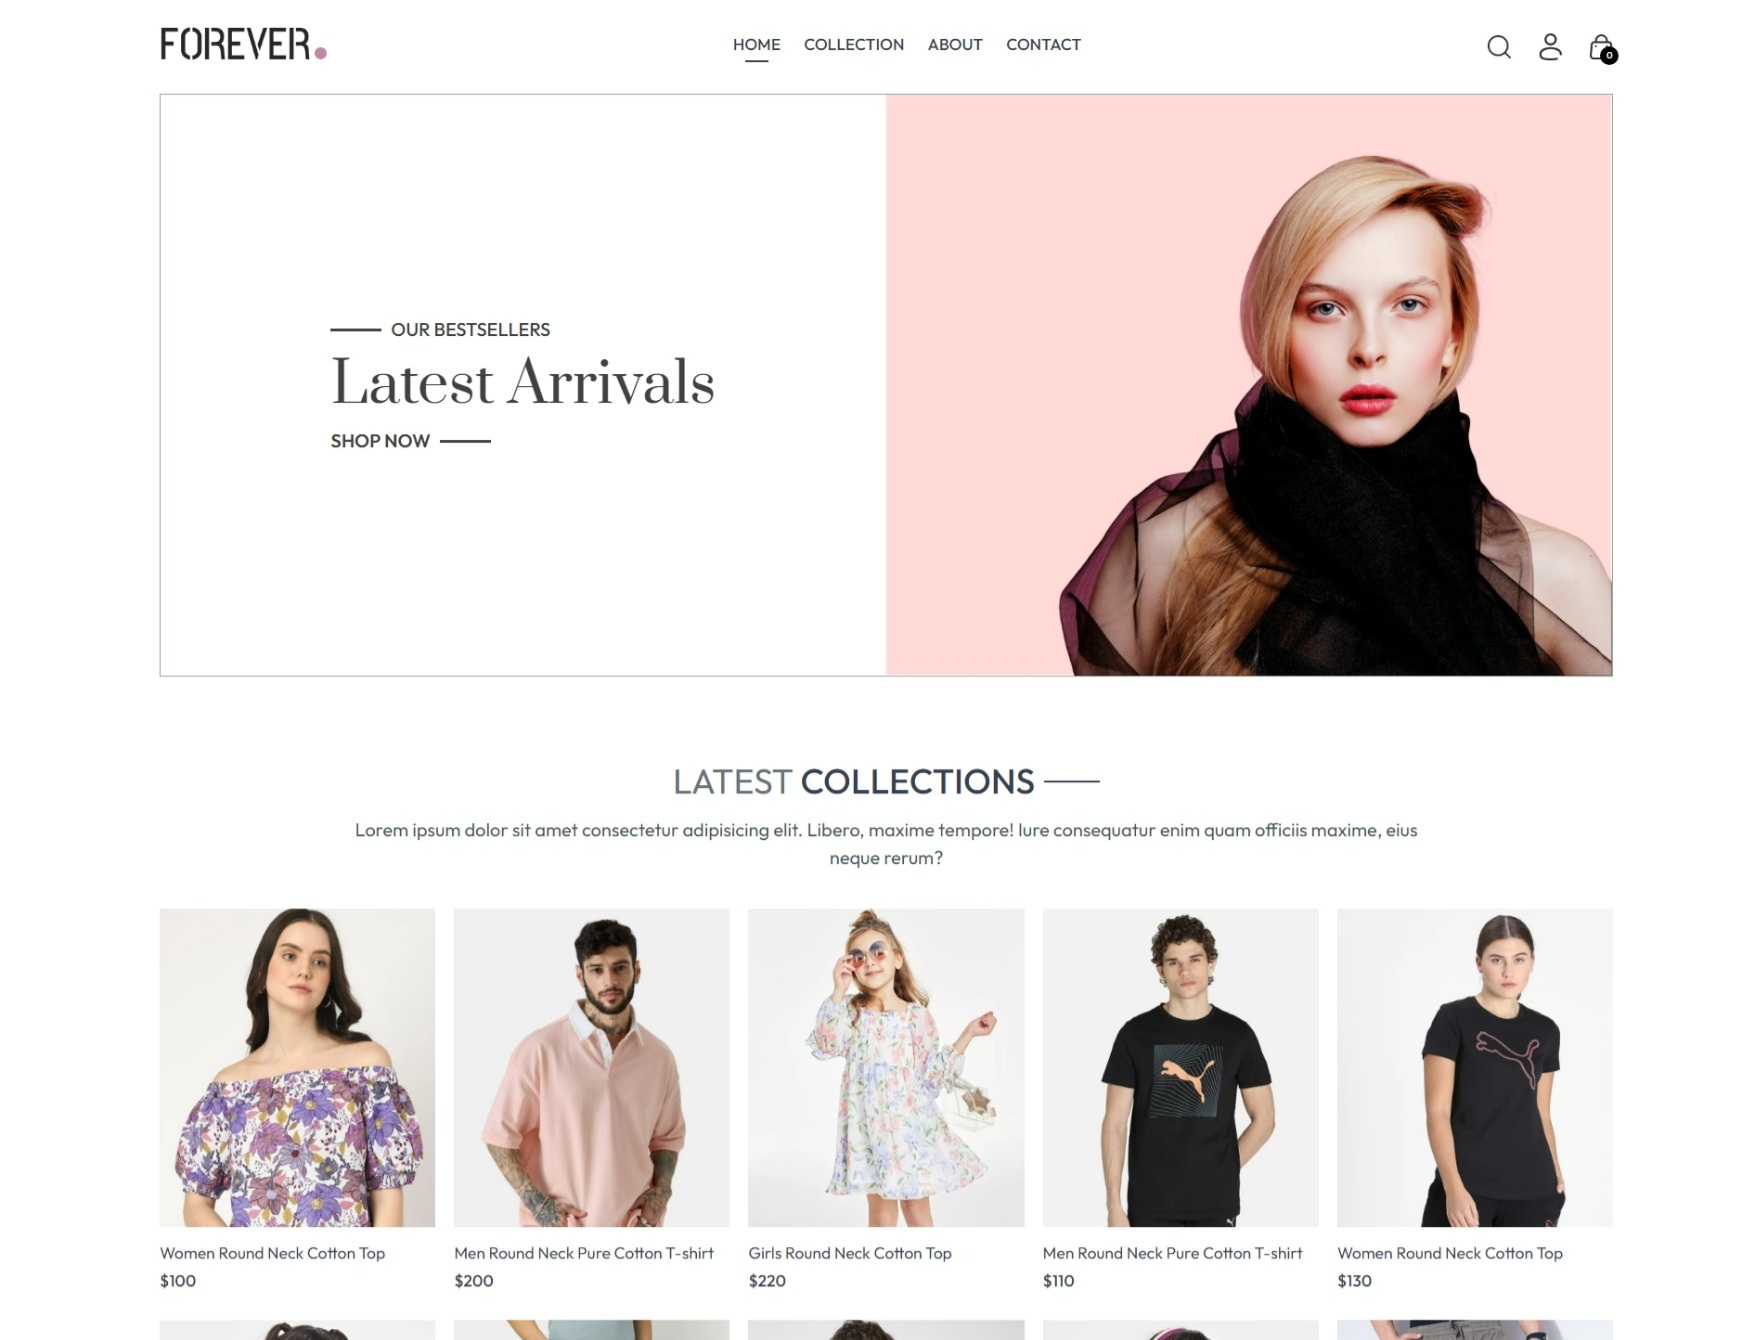 FOREVER.
HOME COLLECTION ABOUT CONTACT
0
OUR BESTSELLERS
Latest Arrivals
SHOP NOW
LATEST COLLECTIONS
Lorem ipsum dolor sit amet consectetur adipisicing elit. Libero, maxime tempore! Iure consequatur enim quam officiis maxime, eius
neque rerum?
Women Round Neck Cotton Top
$100
Men Round Neck Pure Cotton T-shirt
$200
Girls Round Neck Cotton Top
$220
Men Round Neck Pure Cotton T-shirt
$110
Women Round Neck Cotton Top
$130